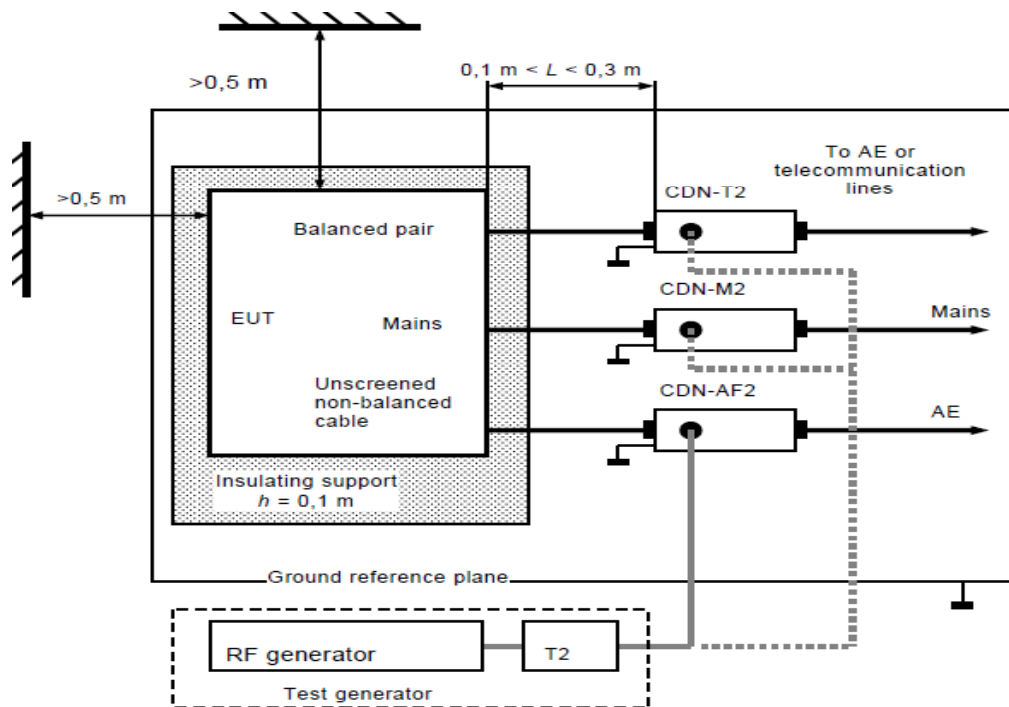 >0,5 m
0,1 m < L < 0,3 m
>0,5 m
To AE or
telecommunication
lines
CDN-T2
Balanced pair
CDN-M2
EUT
Mains
Mains
Unscreened
non-balanced
cable
CDN-AF2
AE
Insulating support
h = 0,1 m
Ground reference plane
RF generator
T2
Test generator